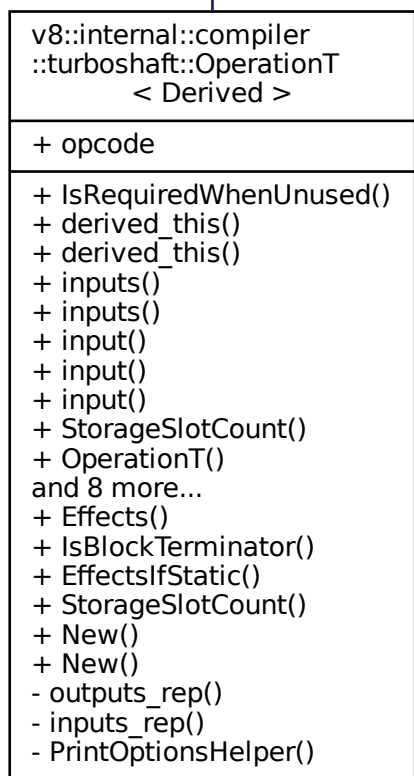 v8::internal::compiler
::turboshaft::OperationT
< Derived >
+ opcode
+ IsRequiredWhenUnused()
+ derived_this()
+ derived_this()
+ inputs()
+ inputs()
+ input()
+ input()
+ input()
+ StorageSlotCount()
+ OperationT()
and 8 more...
+ Effects()
+ IsBlockTerminator()
+ EffectsIfStatic()
+ StorageSlotCount()
+ New()
+ New()
- outputs_rep()
- inputs_rep()
- PrintOptionsHelper()